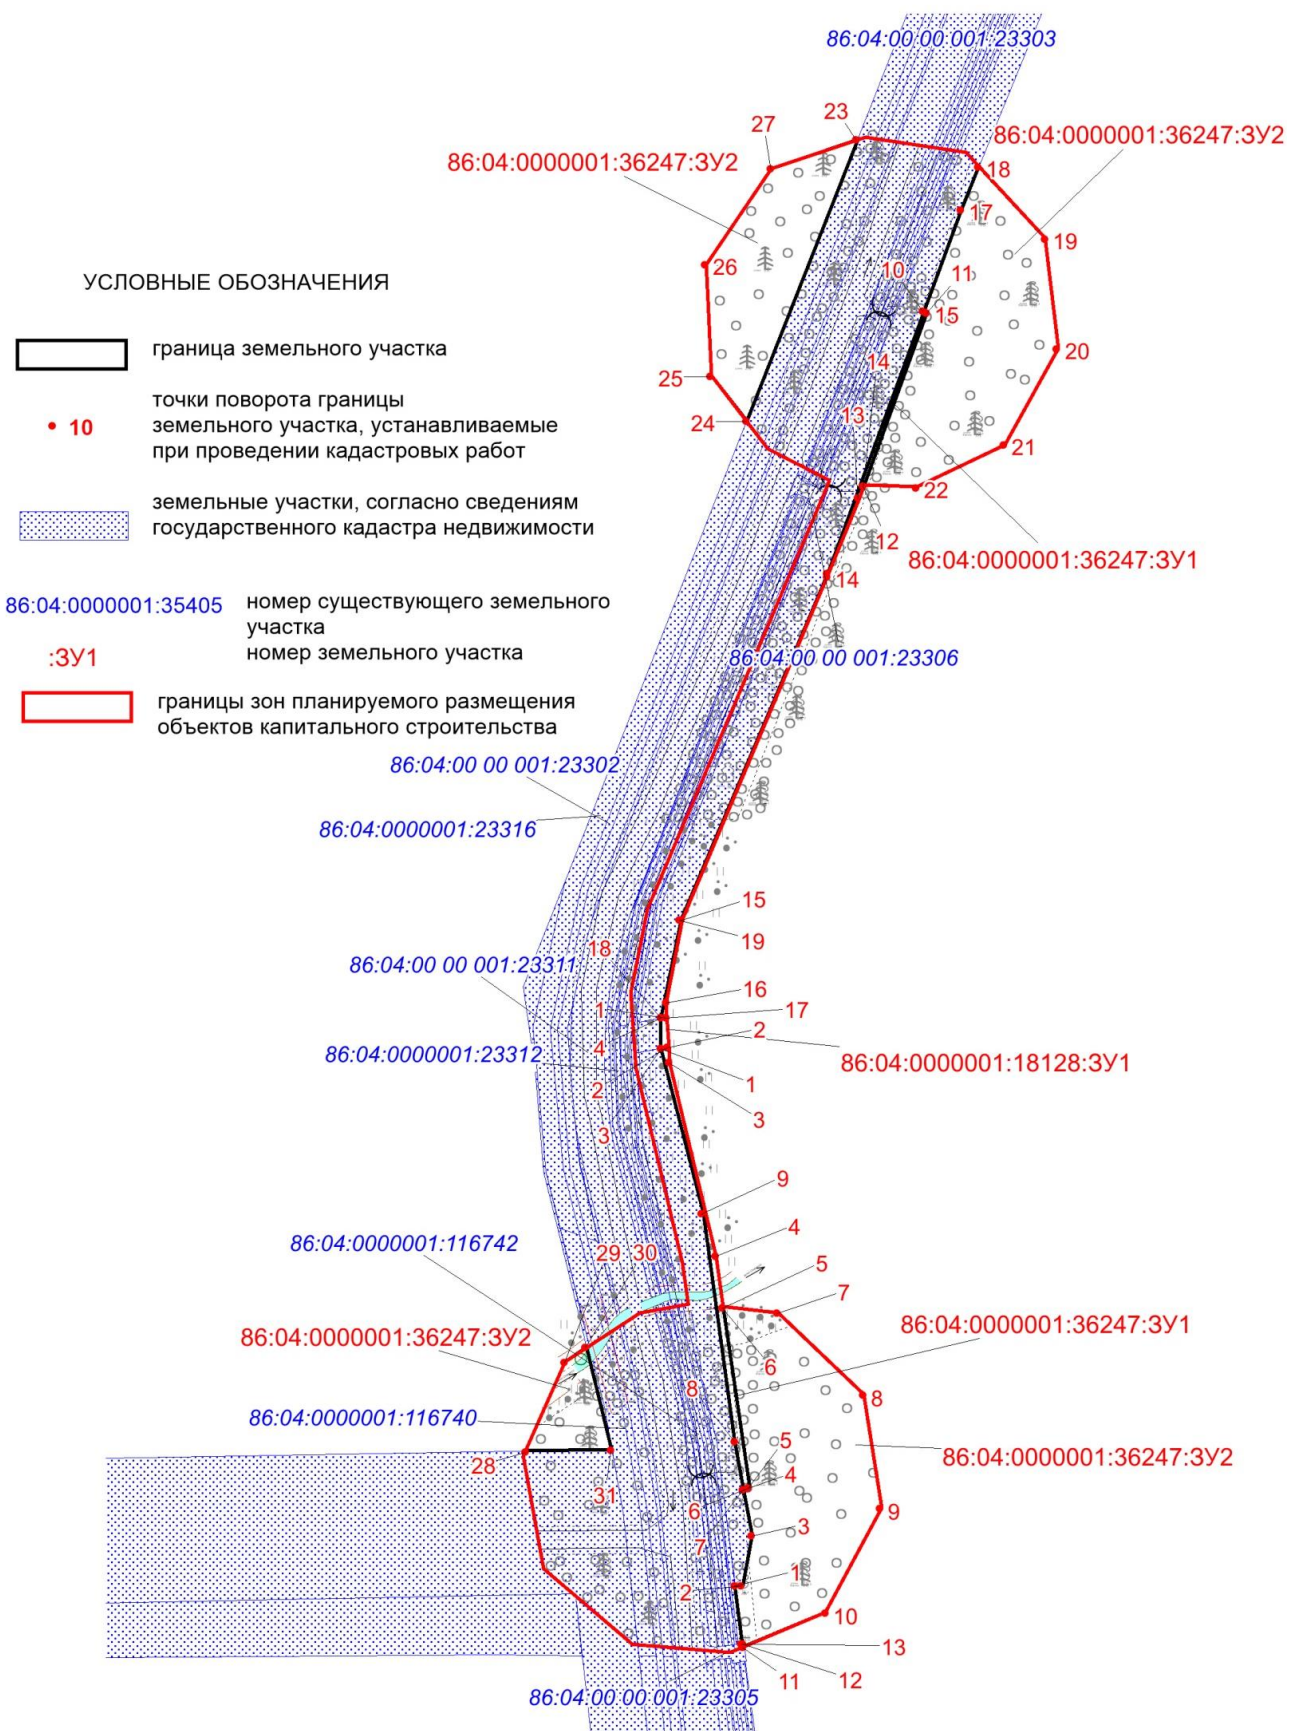 86:04:00 00 001:23303
23
27
86:04:0000001:36247:ЗУ2
86:04:0000001:36247:ЗУ2
18
17
19
26
10
11
УСЛОВНЫЕ ОБОЗНАЧЕНИЯ
15
граница земельного участка
20
14
25
точки поворота границы
• 10
земельного участка, устанавливаемые
при проведении кадастровых работ
13
24
21
22
земельные участки, согласно сведениям
государственного кадастра недвижимости
12
86:04:0000001:36247:ЗУ1
14
86:04:0000001:35405
номер существующего земельного
участка
:ЗУ1
номер земельного участка
86:04:00 00 001:23306
границы зон планируемого размещения
объектов капитального строительства
86:04:00 00 001:23302
86:04:0000001:23316
15
18
19
86:04:00 00 001:23311
16
1
17
2
4
86:04:0000001:23312
86:04:0000001:18128:ЗУ1
1
2
3
3
9
4
86:04:0000001:116742
29
30
5
7
86:04:0000001:36247:ЗУ2
86:04:0000001:36247:ЗУ1
6
8
8
86:04:0000001:116740
5
86:04:0000001:36247:ЗУ2
28
4
31
6
9
3
7
1
2
10
13
11
12
86:04:00 00 001:23305